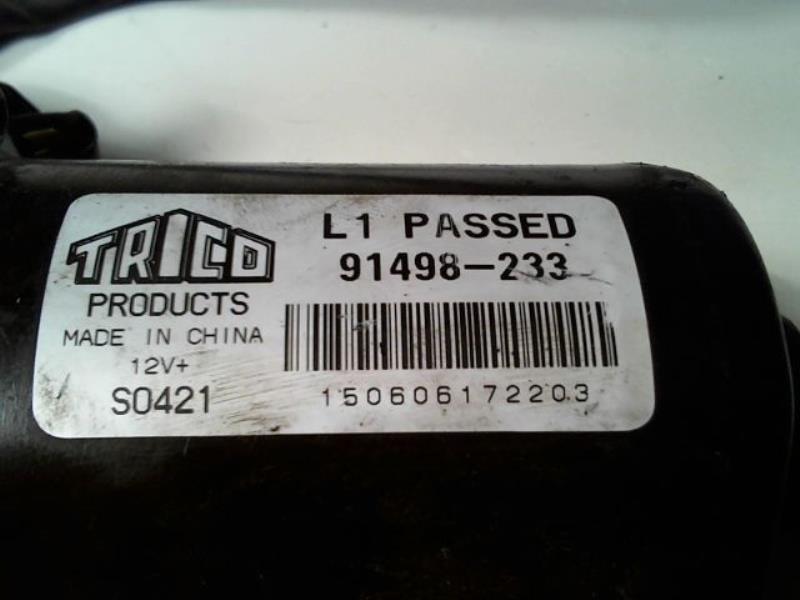 TRICO
PRODUCTS
MADE IN CHINA
12V+
S0421
L1 PASSED
91498-233
150606172203